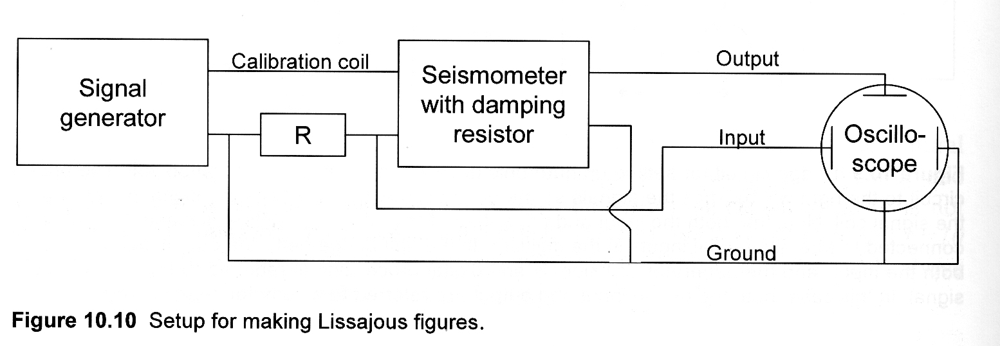 Signal
generator
Calibration coil
R
Seismometer
with damping
resistor
Output
Input
Ground
Oscillo-
scope
Figure 10.10 Setup for making Lissajous figures.